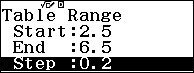 Table Range
Start:2.5
End :6.5
Step :0.2